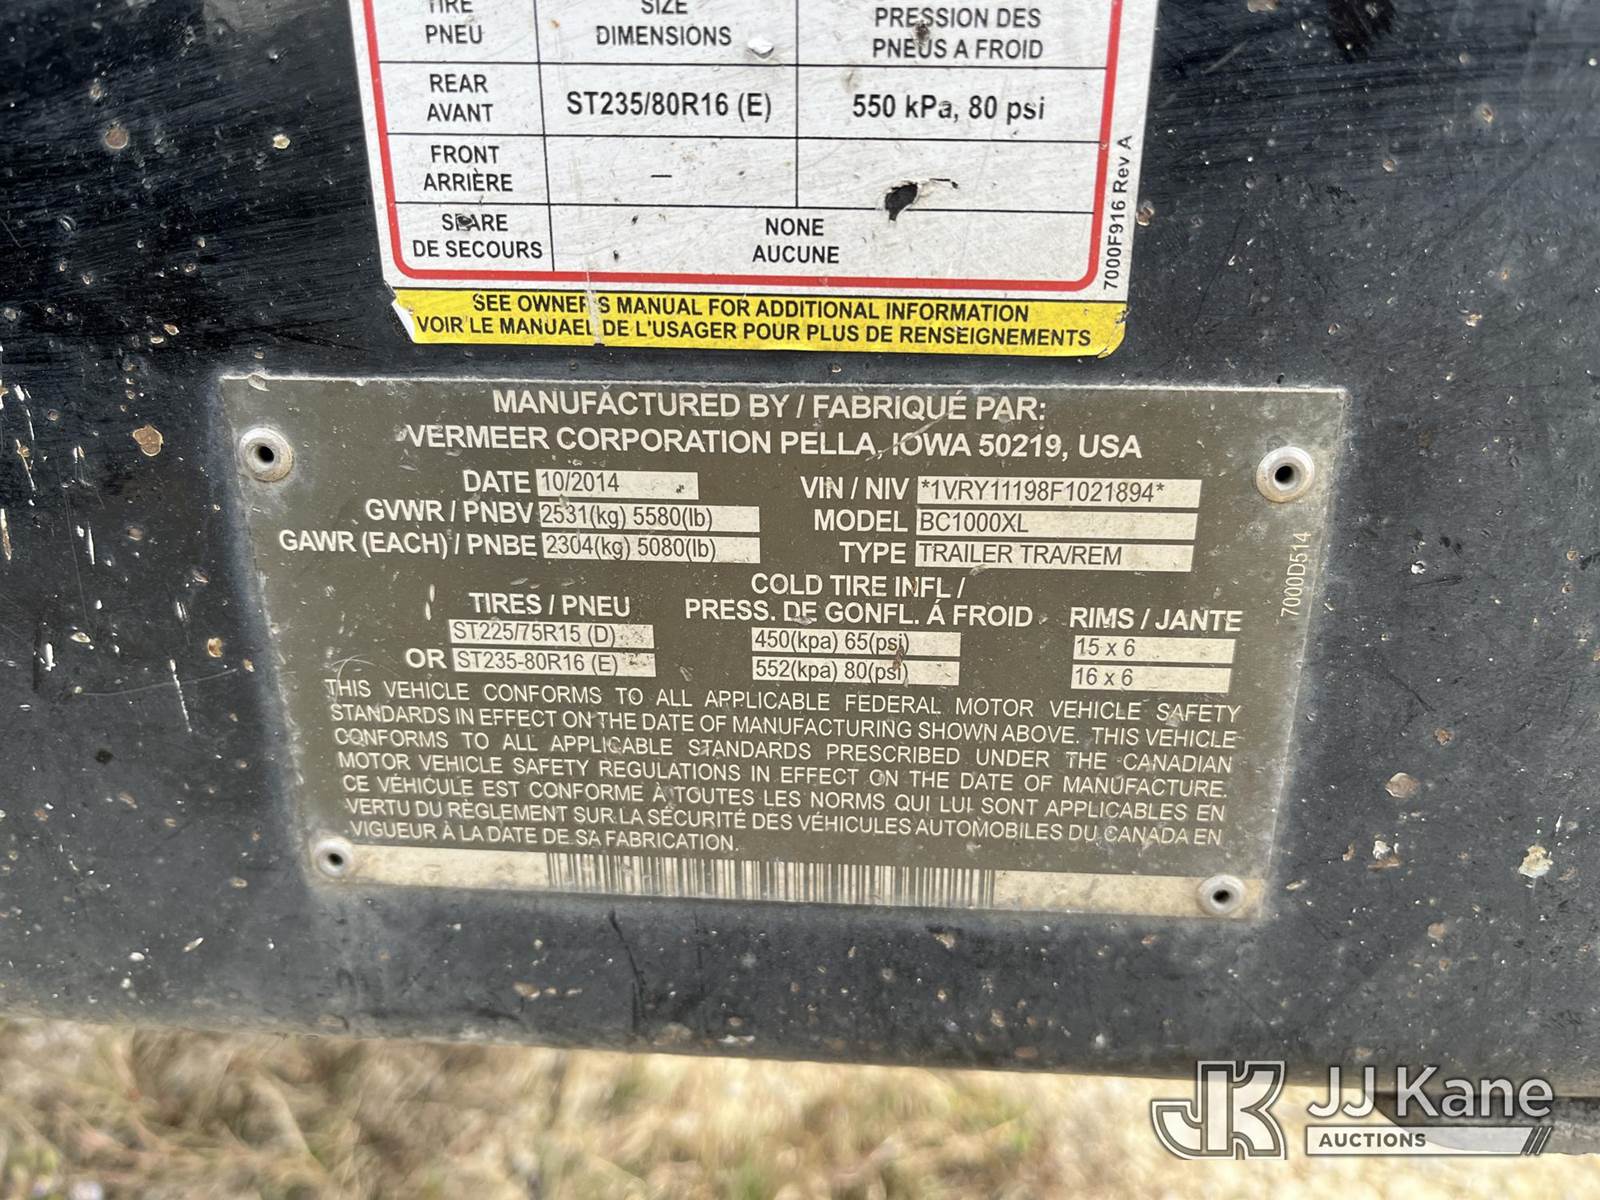 TIRE SIZE
PNEU DIMENSIONS PRESSION DES
PNEUS A FROID
REAR
AVANT ST235/80R16 (E) 550 kPa, 80 psi
FRONT
ARRIÈRE —
SPARE NONE
DE SECOURS AUCUNE
7000F916 Rev A
SEE OWNER'S MANUAL FOR ADDITIONAL INFORMATION
VOIR LE MANUAEL DE L'USAGER POUR PLUS DE RENSEIGNEMENTS
MANUFACTURED BY / FABRIQUÉ PAR:
VERMEER CORPORATION PELLA, IOWA 50219, USA
DATE 10/2014 VIN / NIV *1VRY11198F1021894*
GVWR / PNBV 2531(kg) 5580(lb) MODEL BC1000XL
GAWR (EACH) / PNBE 2304(kg) 5080(lb) TYPE TRAILER TRA/REM
COLD TIRE INFL /
TIRES / PNEU PRESS. DE GONFL. Á FROID RIMS / JANTE
ST225/75R15 (D) 450(kpa) 65(psi) 15 x 6
OR ST235-80R16 (E) 552(kpa) 80(psi) 16 x 6
7000D514
THIS VEHICLE CONFORMS TO ALL APPLICABLE FEDERAL MOTOR VEHICLE SAFETY
STANDARDS IN EFFECT ON THE DATE OF MANUFACTURING SHOWN ABOVE. THIS VEHICLE
CONFORMS TO ALL APPLICABLE STANDARDS PRESCRIBED UNDER THE CANADIAN
MOTOR VEHICLE SAFETY REGULATIONS IN EFFECT ON THE DATE OF MANUFACTURE.
CE VÉHICULE EST CONFORME À TOUTES LES NORMS QUI LUI SONT APPLICABLES EN
VERTU DU RÈGLEMENT SUR LA SÉCURITÉ DES VÉHICULES AUTOMOBILES DU CANADA EN
VIGUEUR À LA DATE DE SA FABRICATION.
JK JJ Kane
AUCTIONS